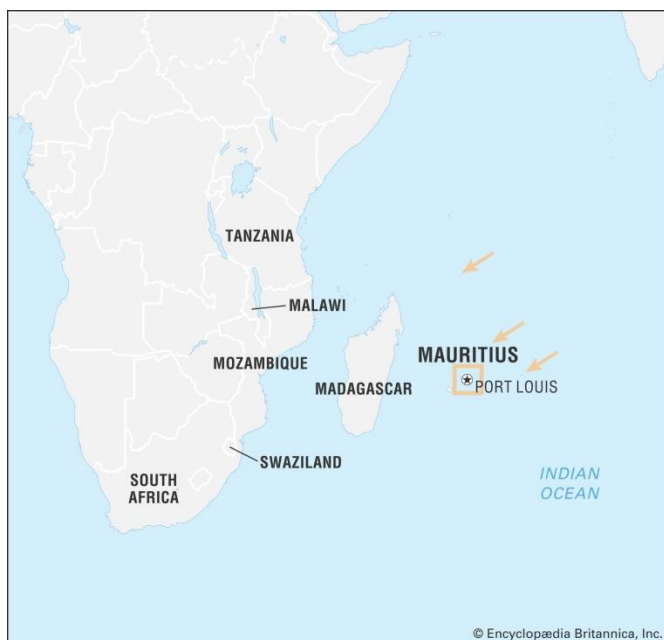 TANZANIA
MALAWI
MOZAMBIQUE
MAURITIUS
MADAGASCAR
PORT LOUIS
SWAZILAND
SOUTH
AFRICA
INDIAN
OCEAN
© Encyclopædia Britannica, Inc.